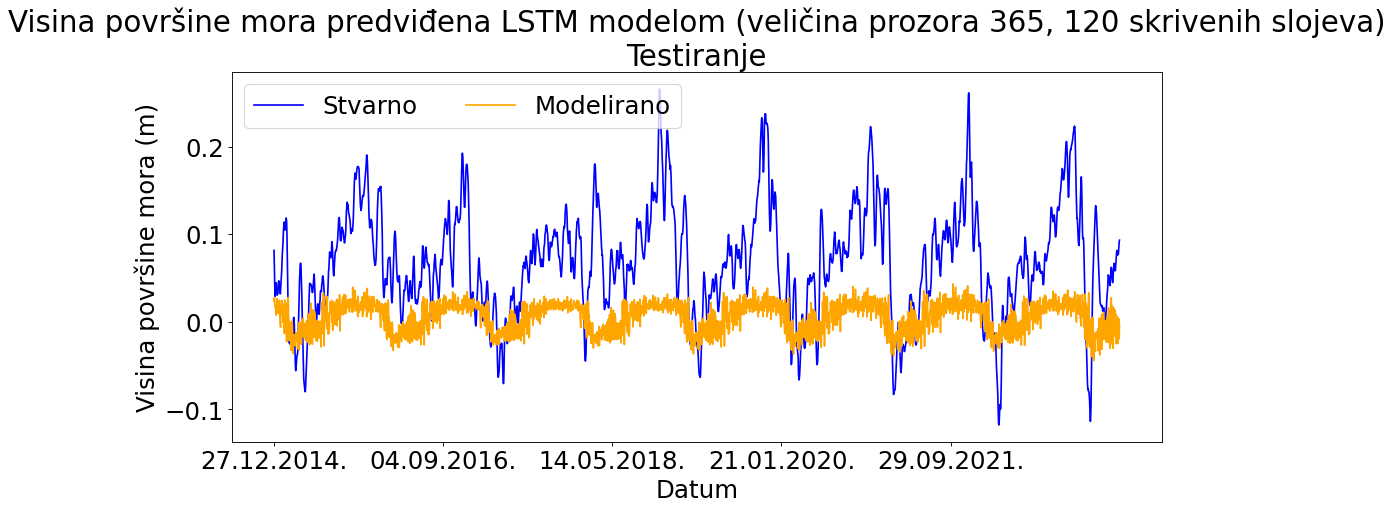 Visina površine mora predviđena LSTM modelom (veličina prozora 365, 120 skrivenih slojeva)
Testiranje
Stvarno Modelirano
Visina površine mora (m)
0.2
0.1
0.0
−0.1
27.12.2014. 04.09.2016. 14.05.2018. 21.01.2020. 29.09.2021.
Datum